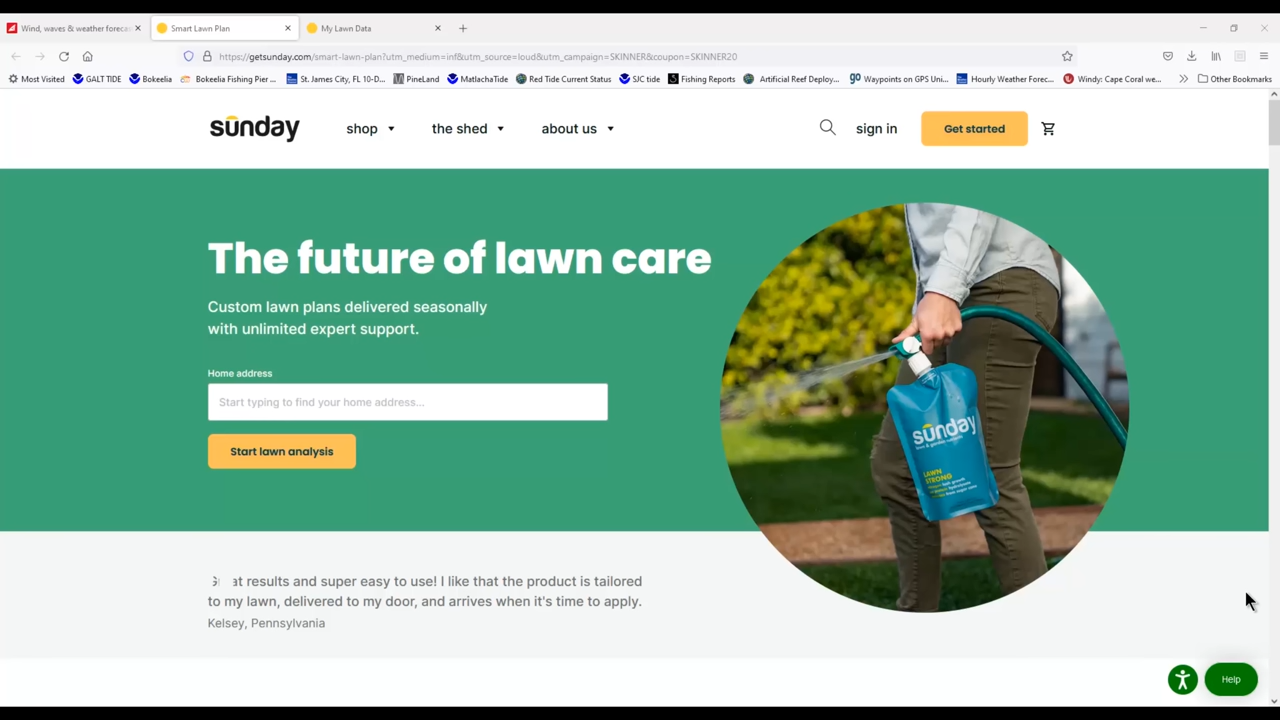 Wind, waves & weather forecas
Smart Lawn Plan
My Lawn Data
https://getsunday.com/smart-lawn-plan?utm_medium=inf&utm_source=loud&utm_campaign=SKINNER&coupon=SKINNER20
Most Visited
GALT TIDE
Bokeelia
Bokeelia Fishing Pier ...
St. James City, FL 10-D...
PineLand
MatlachaTide
Red Tide Current Status
SJC tide
Fishing Reports
Artificial Reef Deploy...
go Waypoints on GPS Uni...
Hourly Weather Forec...
Windy: Cape Coral we...
Other Bookmarks
sunday
shop
the shed
about us
sign in
Get started
The future of lawn care
Custom lawn plans delivered seasonally
with unlimited expert support.
Home address
Start typing to find your home address...
Start lawn analysis
sunday
LAWN
STRONG
at results and super easy to use! I like that the product is tailored
to my lawn, delivered to my door, and arrives when it's time to apply.
Kelsey, Pennsylvania
Help